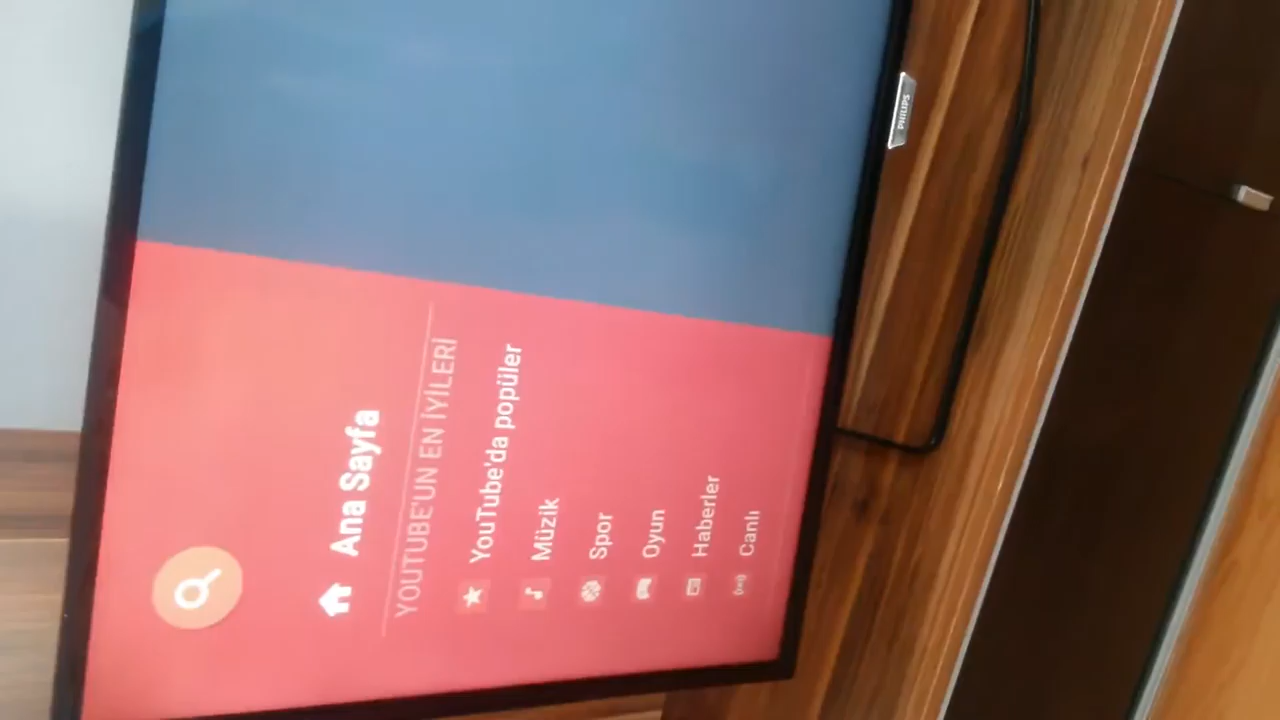 Ana Sayfa
YOUTUBE'UN EN İYİLERİ
YouTube'da popüler
Müzik
Spor
Oyun
Haberler
Canlı
PHILIPS